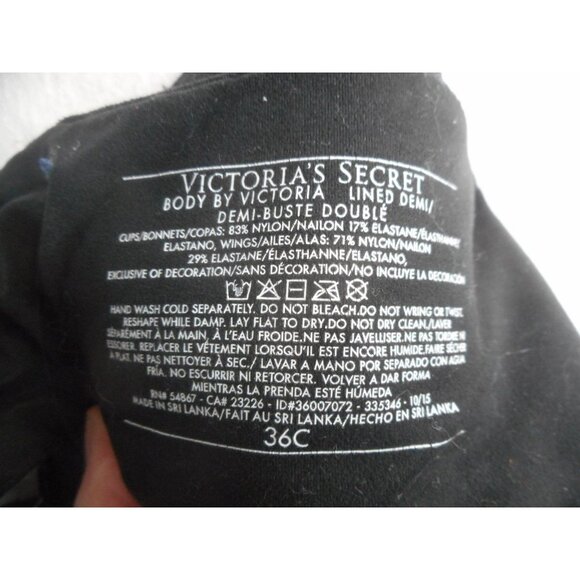 VICTORIA'S SECRET
BODY BY VICTORIA LINED DEMI/
DEMI-BUSTE DOUBLÉ
CUPS/BONNETS/COPAS: 83% NYLON/NAILON 17% ELASTANE/ÉLASTHANNE/
ELASTANO, WINGS/AILES/ALAS: 71% NYLON/NAILON
29% ELASTANE/ÉLASTHANNE/ELASTANO,
EXCLUSIVE OF DECORATION/SANS DÉCORATION/NO INCLUYE LA DECORACIÓN
HAND WASH COLD SEPARATELY. DO NOT BLEACH.DO NOT WRING OR TWIST.
RESHAPE WHILE DAMP. LAY FLAT TO DRY.DO NOT DRY CLEAN./LAVER
SÉPARÉMENT À LA MAIN, À L'EAU FROIDE.NE PAS JAVELLISER.NE PAS TORDRE NI
ESSORER. REPLACER LE VÊTEMENT LORSQU'IL EST ENCORE HUMIDE.FAIRE SÉCHER
À PLAT. NE PAS NETTOYER À SEC./ LAVAR A MANO POR SEPARADO CON AGUA
FRÍA. NO ESCURRIR NI RETORCER. VOLVER A DAR FORMA
MIENTRAS LA PRENDA ESTÉ HÚMEDA
RN# 54867 - CA# 23226 - ID#36007072 - 335346 - 10/15
MADE IN SRI LANKA/FAIT AU SRI LANKA/HECHO EN SRI LANKA
36C